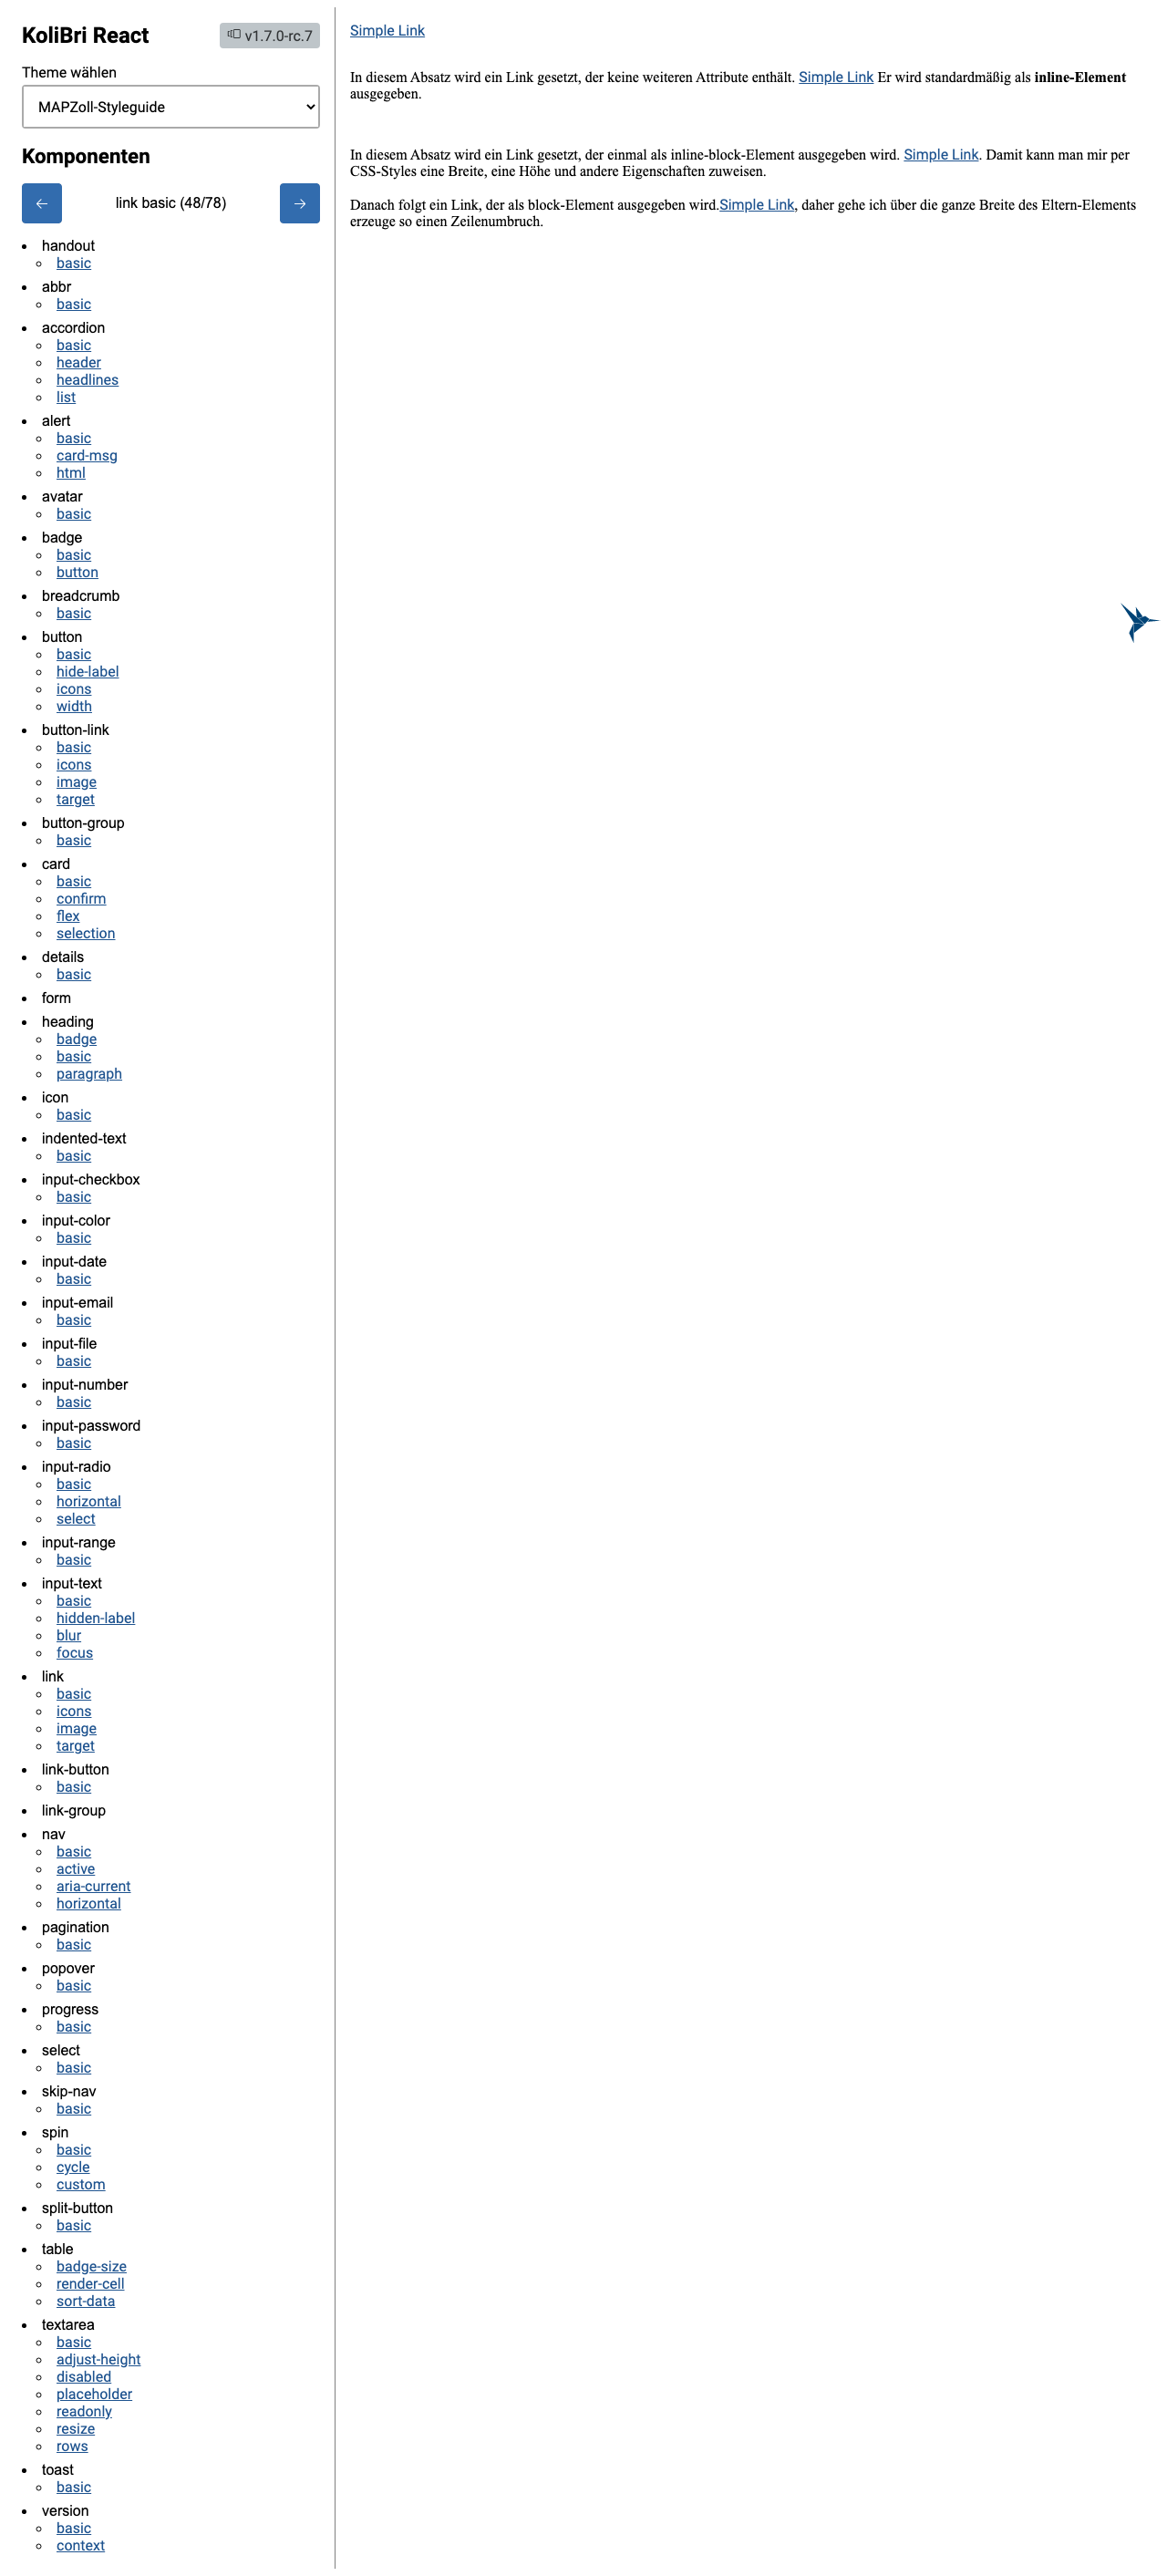 KoliBri React
v1.7.0-rc.7
Theme wählen
MAPZoll-Styleguide
Komponenten
link basic (48/78)
handout
basic
abbr
basic
accordion
basic
header
headlines
list
alert
basic
card-msg
html
avatar
basic
badge
basic
button
breadcrumb
basic
button
basic
hide-label
icons
width
button-link
basic
icons
image
target
button-group
basic
card
basic
confirm
flex
selection
details
basic
form
heading
badge
basic
paragraph
icon
basic
indented-text
basic
input-checkbox
basic
input-color
basic
input-date
basic
input-email
basic
input-file
basic
input-number
basic
input-password
basic
input-radio
basic
horizontal
select
input-range
basic
input-text
basic
hidden-label
blur
focus
link
basic
icons
image
target
link-button
basic
link-group
nav
basic
active
aria-current
horizontal
pagination
basic
popover
basic
progress
basic
select
basic
skip-nav
basic
spin
basic
cycle
custom
split-button
basic
table
badge-size
render-cell
sort-data
textarea
basic
adjust-height
disabled
placeholder
readonly
resize
rows
toast
basic
version
basic
context
Simple Link
In diesem Absatz wird ein Link gesetzt, der keine weiteren Attribute enthält. Simple Link Er wird standardmäßig als inline-Element
ausgegeben.
In diesem Absatz wird ein Link gesetzt, der einmal als inline-block-Element ausgegeben wird. Simple Link. Damit kann man mir per
CSS-Styles eine Breite, eine Höhe und andere Eigenschaften zuweisen.
Danach folgt ein Link, der als block-Element ausgegeben wird.Simple Link, daher gehe ich über die ganze Breite des Eltern-Elements
erzeuge so einen Zeilenumbruch.